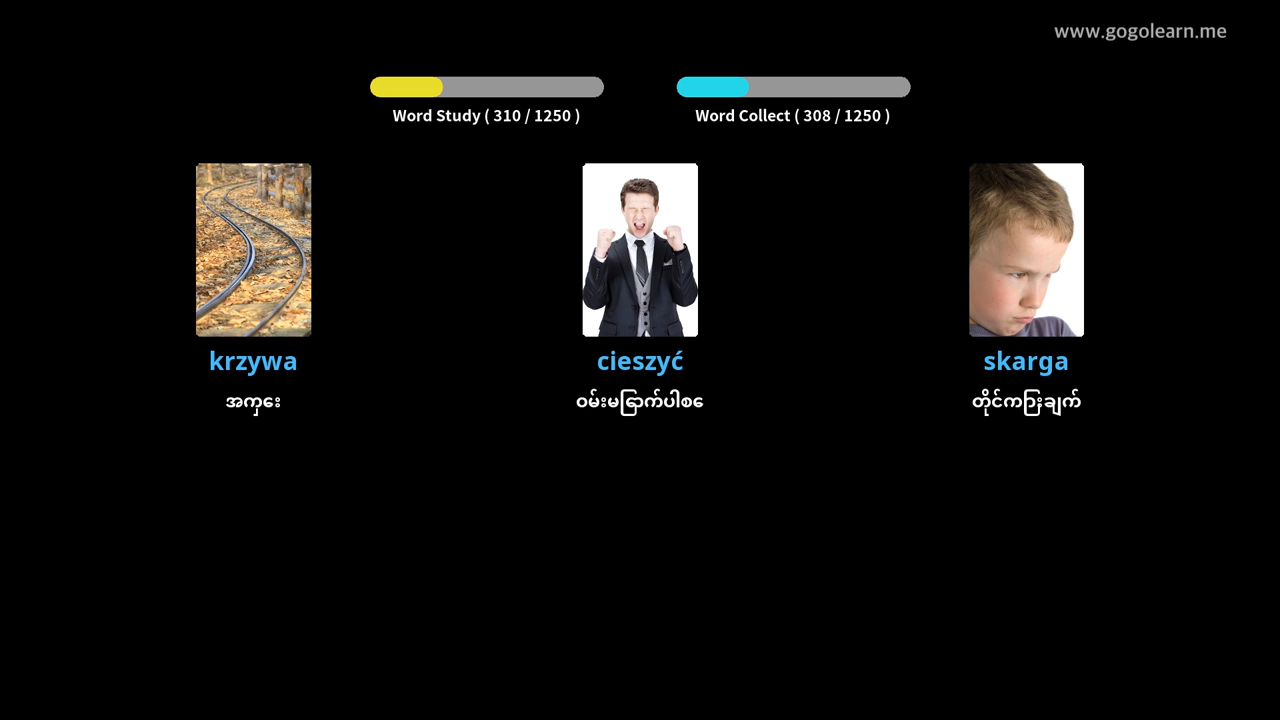 www.gogolearn.me
Word Study ( 310 / 1250 )
Word Collect ( 308 / 1250 )
krzywa
cieszyć
skarga
အကှေး
ဝမ်းမြောက်ပါစေ
တိုင်ကြားချက်